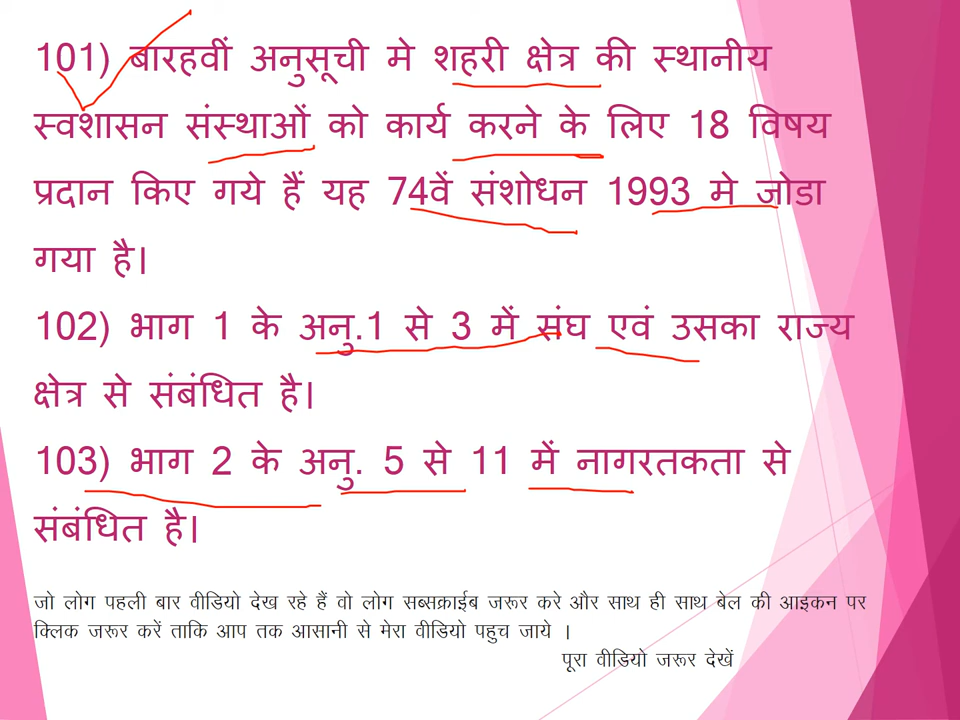 101) बारहवीं अनुसूची मे शहरी क्षेत्र की स्थानीय
स्वशासन संस्थाओं को कार्य करने के लिए 18 विषय
प्रदान किए गये हैं यह 74वें संशोधन 1993 मे जोडा
गया है।
102) भाग 1 के अनु.1 से 3 में संघ एवं उसका राज्य
क्षेत्र से संबंधित है।
103) भाग 2 के अनु. 5 से 11 में नागरतकता से
संबंधित है।
जो लोग पहली बार वीडियो देख रहे हैं वो लोग सब्सक्राईब जरूर करे और साथ ही साथ बेल की आइकन पर
क्लिक जरूर करें ताकि आप तक आसानी से मेरा वीडियो पहुच जाये ।
पूरा वीडियो जरूर देखें